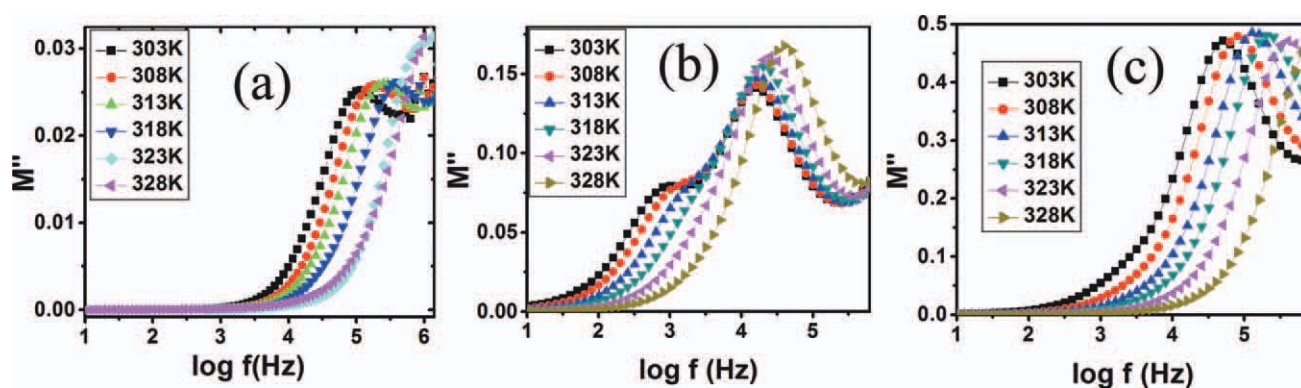 (a)
303K
308K
313K
318K
323K
328K
M"
0.03
0.02
0.01
0.00
1 2 3 4 5 6
log f(Hz)
(b)
303K
308K
313K
318K
323K
328K
M"
0.15
0.10
0.05
0.00
1 2 3 4 5
log f (Hz)
(c)
303K
308K
313K
318K
323K
328K
M"
0.5
0.4
0.3
0.2
0.1
0.0
1 2 3 4 5
log f (Hz)